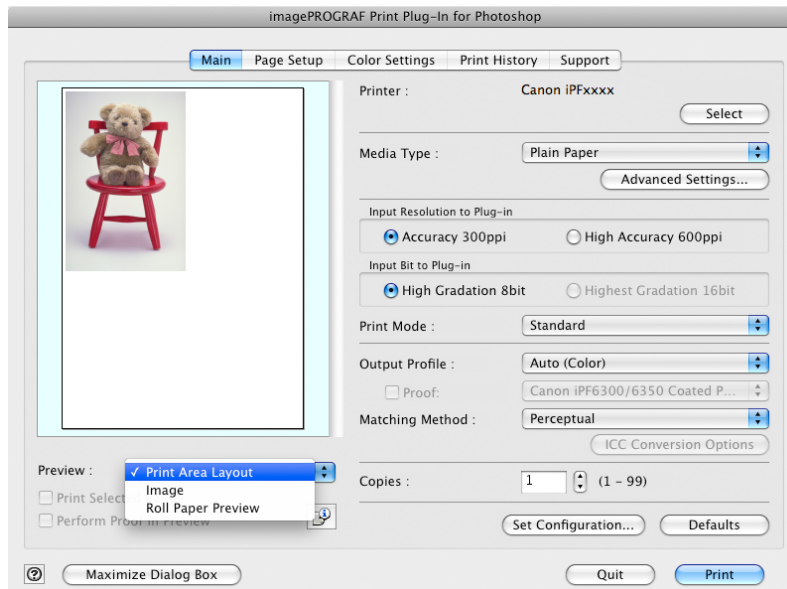 imagePROGRAF Print Plug-In for Photoshop
Main Page Setup Color Settings Print History Support
Printer : Canon iPFxxxx
Select
Media Type : Plain Paper
Advanced Settings...
Input Resolution to Plug-in
Accuracy 300ppi High Accuracy 600ppi
Input Bit to Plug-in
High Gradation 8bit Highest Gradation 16bit
Print Mode : Standard
Output Profile : Auto (Color)
Proof: Canon iPF6300/6350 Coated P...
Matching Method : Perceptual
ICC Conversion Options
Preview : ✓ Print Area Layout
Image
Roll Paper Preview
Print Select
Perform Proof in Preview
Copies : 1 (1 – 99)
Set Configuration... Defaults
? Maximize Dialog Box Quit Print